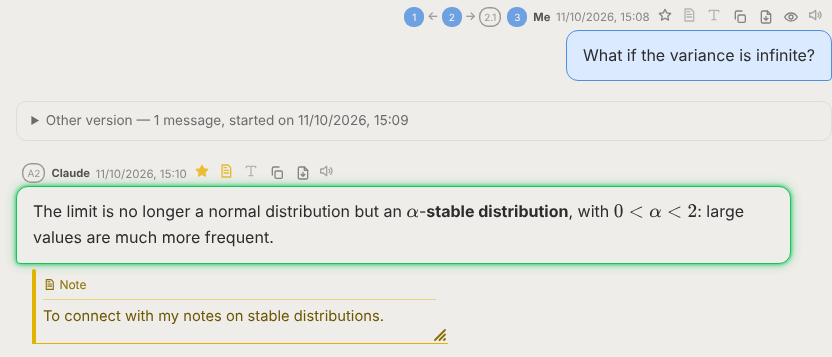 1 ← 2 → 2.1 3 Me 11/10/2026, 15:08
What if the variance is infinite?
▶ Other version — 1 message, started on 11/10/2026, 15:09
A2 Claude 11/10/2026, 15:10
The limit is no longer a normal distribution but an α-stable distribution, with 0 < α < 2: large
values are much more frequent.
Note
To connect with my notes on stable distributions.